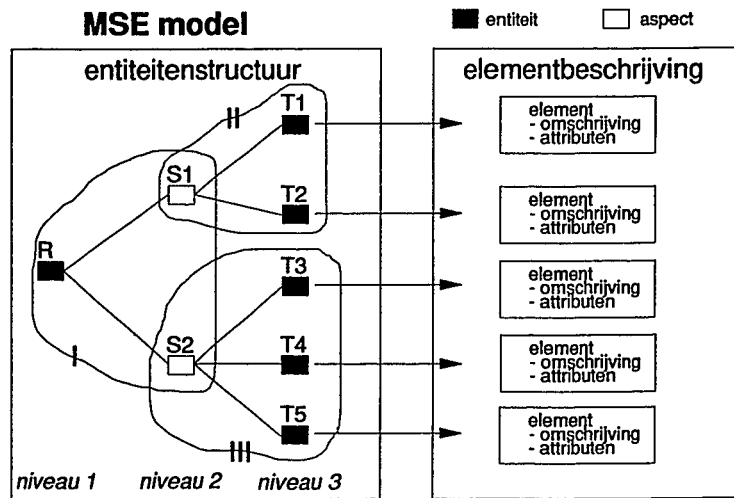 MSE model
entiteit
aspect
entiteitenstructuur
elementbeschrijving
T1
II
S1
T2
R
T3
S2
T4
I
T5
III
niveau 1
niveau 2
niveau 3
element
- omschrijving
- attributen
element
- omschrijving
- attributen
element
- omschrijving
- attributen
element
- omschrijving
- attributen
element
- omschrijving
- attributen